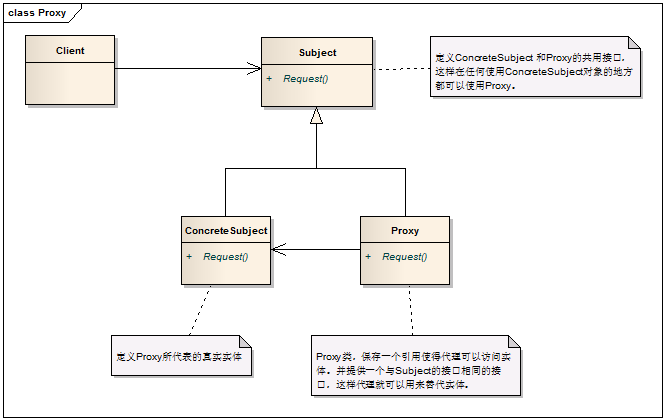 class Proxy
Client
Subject
+ Request()
定义ConcreteSubject 和Proxy的共用接口，
这样在任何使用ConcreteSubject对象的地方
都可以使用Proxy。
ConcreteSubject
+ Request()
Proxy
+ Request()
定义Proxy所代表的真实实体
Proxy类，保存一个引用使得代理可以访问实
体，并提供一个与Subject的接口相同的接
口，这样代理就可以用来替代实体。